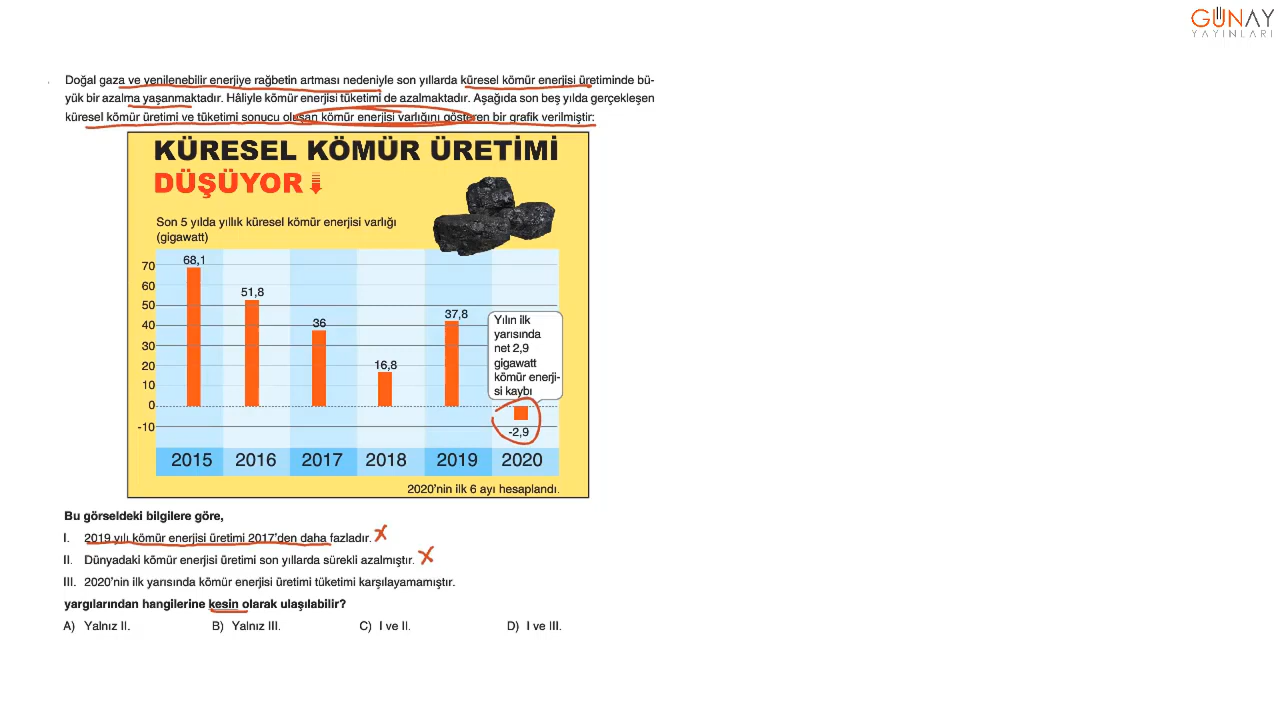 GÜNAY
YAYINLARI
Doğal gaza ve yenilenebilir enerjiye rağbetin artması nedeniyle son yıllarda küresel kömür enerjisi üretiminde bü-
yük bir azalma yaşanmaktadır. Hâliyle kömür enerjisi tüketimi de azalmaktadır. Aşağıda son beş yılda gerçekleşen
küresel kömür üretimi ve tüketimi sonucu oluşan kömür enerjisi varlığını gösteren bir grafik verilmiştir:
KÜRESEL KÖMÜR ÜRETİMİ
DÜŞÜYOR
Son 5 yılda yıllık küresel kömür enerjisi varlığı
(gigawatt)
70
60
50
40
30
20
10
0
-10
68,1
51,8
36
16,8
37,8
-2,9
Yılın ilk
yarısında
net 2,9
gigawatt
kömür enerji-
si kaybı
2015 2016 2017 2018 2019 2020
2020'nin ilk 6 ayı hesaplandı.
Bu görseldeki bilgilere göre,
I. 2019 yılı kömür enerjisi üretimi 2017'den daha fazladır.
II. Dünyadaki kömür enerjisi üretimi son yıllarda sürekli azalmıştır.
III. 2020'nin ilk yarısında kömür enerjisi üretimi tüketimi karşılayamamıştır.
yargılarından hangilerine kesin olarak ulaşılabilir?
A) Yalnız II. B) Yalnız III. C) I ve II. D) I ve III.